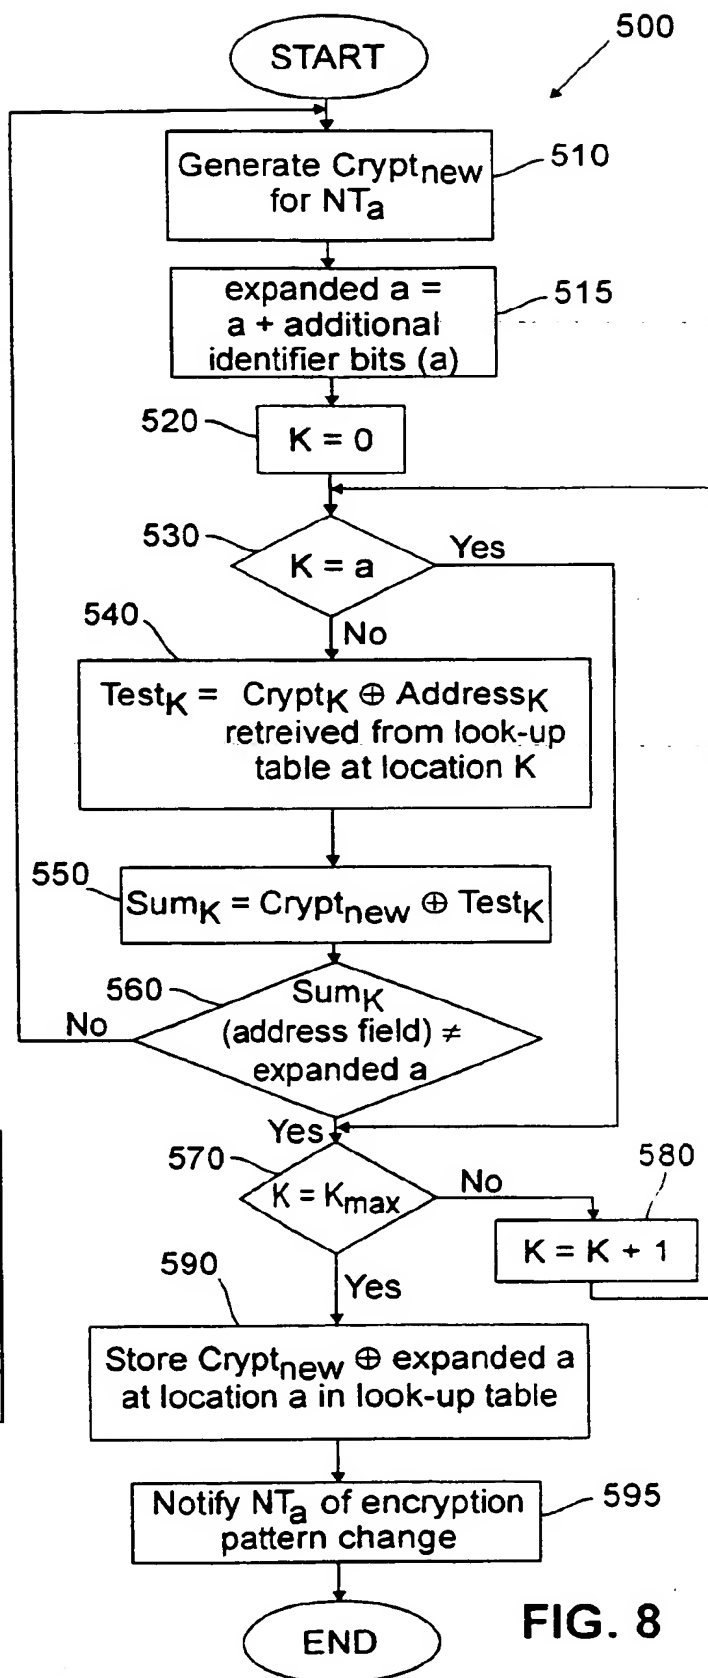 500
START
Generate Cryptnew
for NTa
510
expanded a =
a + additional
identifier bits (a)
515
520
K = 0
530
K = a
Yes
No
540
TestK = CryptK ⊕ AddressK
retreived from look-up
table at location K
550
SumK = Cryptnew ⊕ TestK
560
SumK
(address field) ≠
expanded a
No
Yes
570
K = Kmax
No
580
K = K + 1
Yes
590
Store Cryptnew ⊕ expanded a
at location a in look-up table
Notify NTa of encryption
pattern change
595
END
FIG. 8